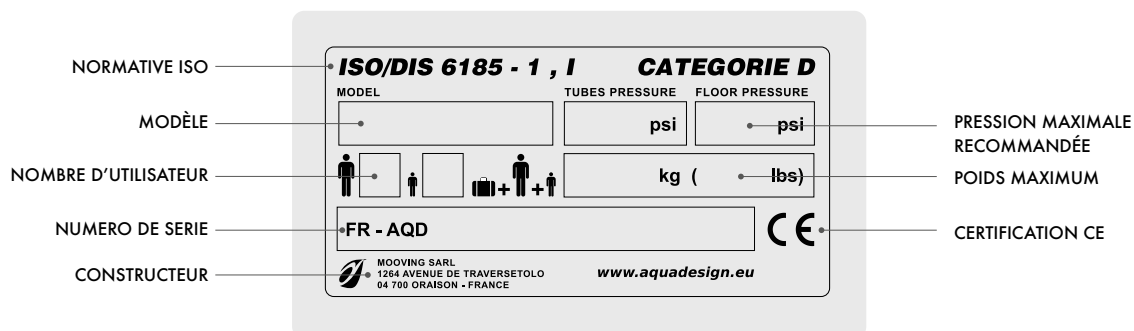 NORMATIVE ISO
ISO/DIS 6185 - 1 , I CATEGORIE D
MODEL TUBES PRESSURE FLOOR PRESSURE
MODÈLE
psi psi
PRESSION MAXIMALE
RECOMMANDÉE
NOMBRE D'UTILISATEUR
+ +
kg ( lbs)
POIDS MAXIMUM
NUMERO DE SERIE
FR - AQD
CE
CERTIFICATION CE
CONSTRUCTEUR
MOOVING SARL
1264 AVENUE DE TRAVERSETOLO
04 700 ORAISON - FRANCE
www.aquadesign.eu